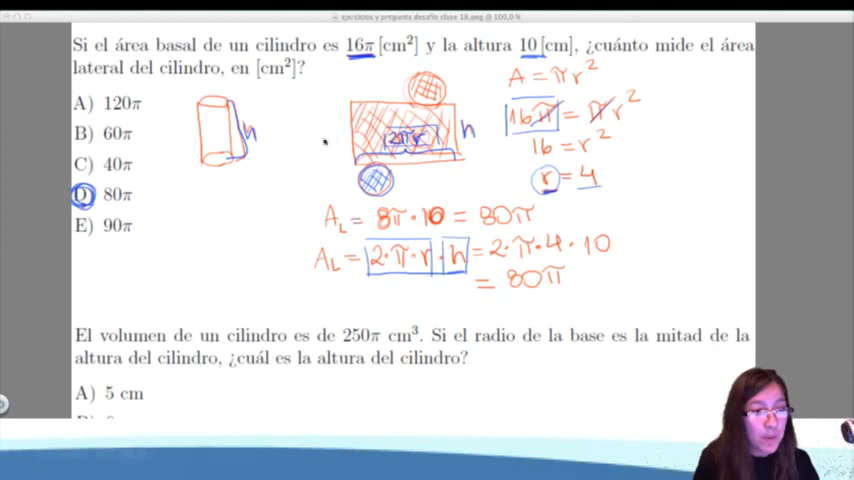 ejercicios y pregunta desafío clase 16.png @ 100,0 %
Si el área basal de un cilindro es 16π [cm²] y la altura 10 [cm], ¿cuánto mide el área
lateral del cilindro, en [cm²]?
A) 120π
B) 60π
C) 40π
D) 80π
E) 90π
h
2πr
h
A = πr²
16π = πr²
16 = r²
r = 4
A_L = 8π·10 = 80π
A_L = 2·π·r·h = 2·π·4·10
= 80π
El volumen de un cilindro es de 250π cm³. Si el radio de la base es la mitad de la
altura del cilindro, ¿cuál es la altura del cilindro?
A) 5 cm